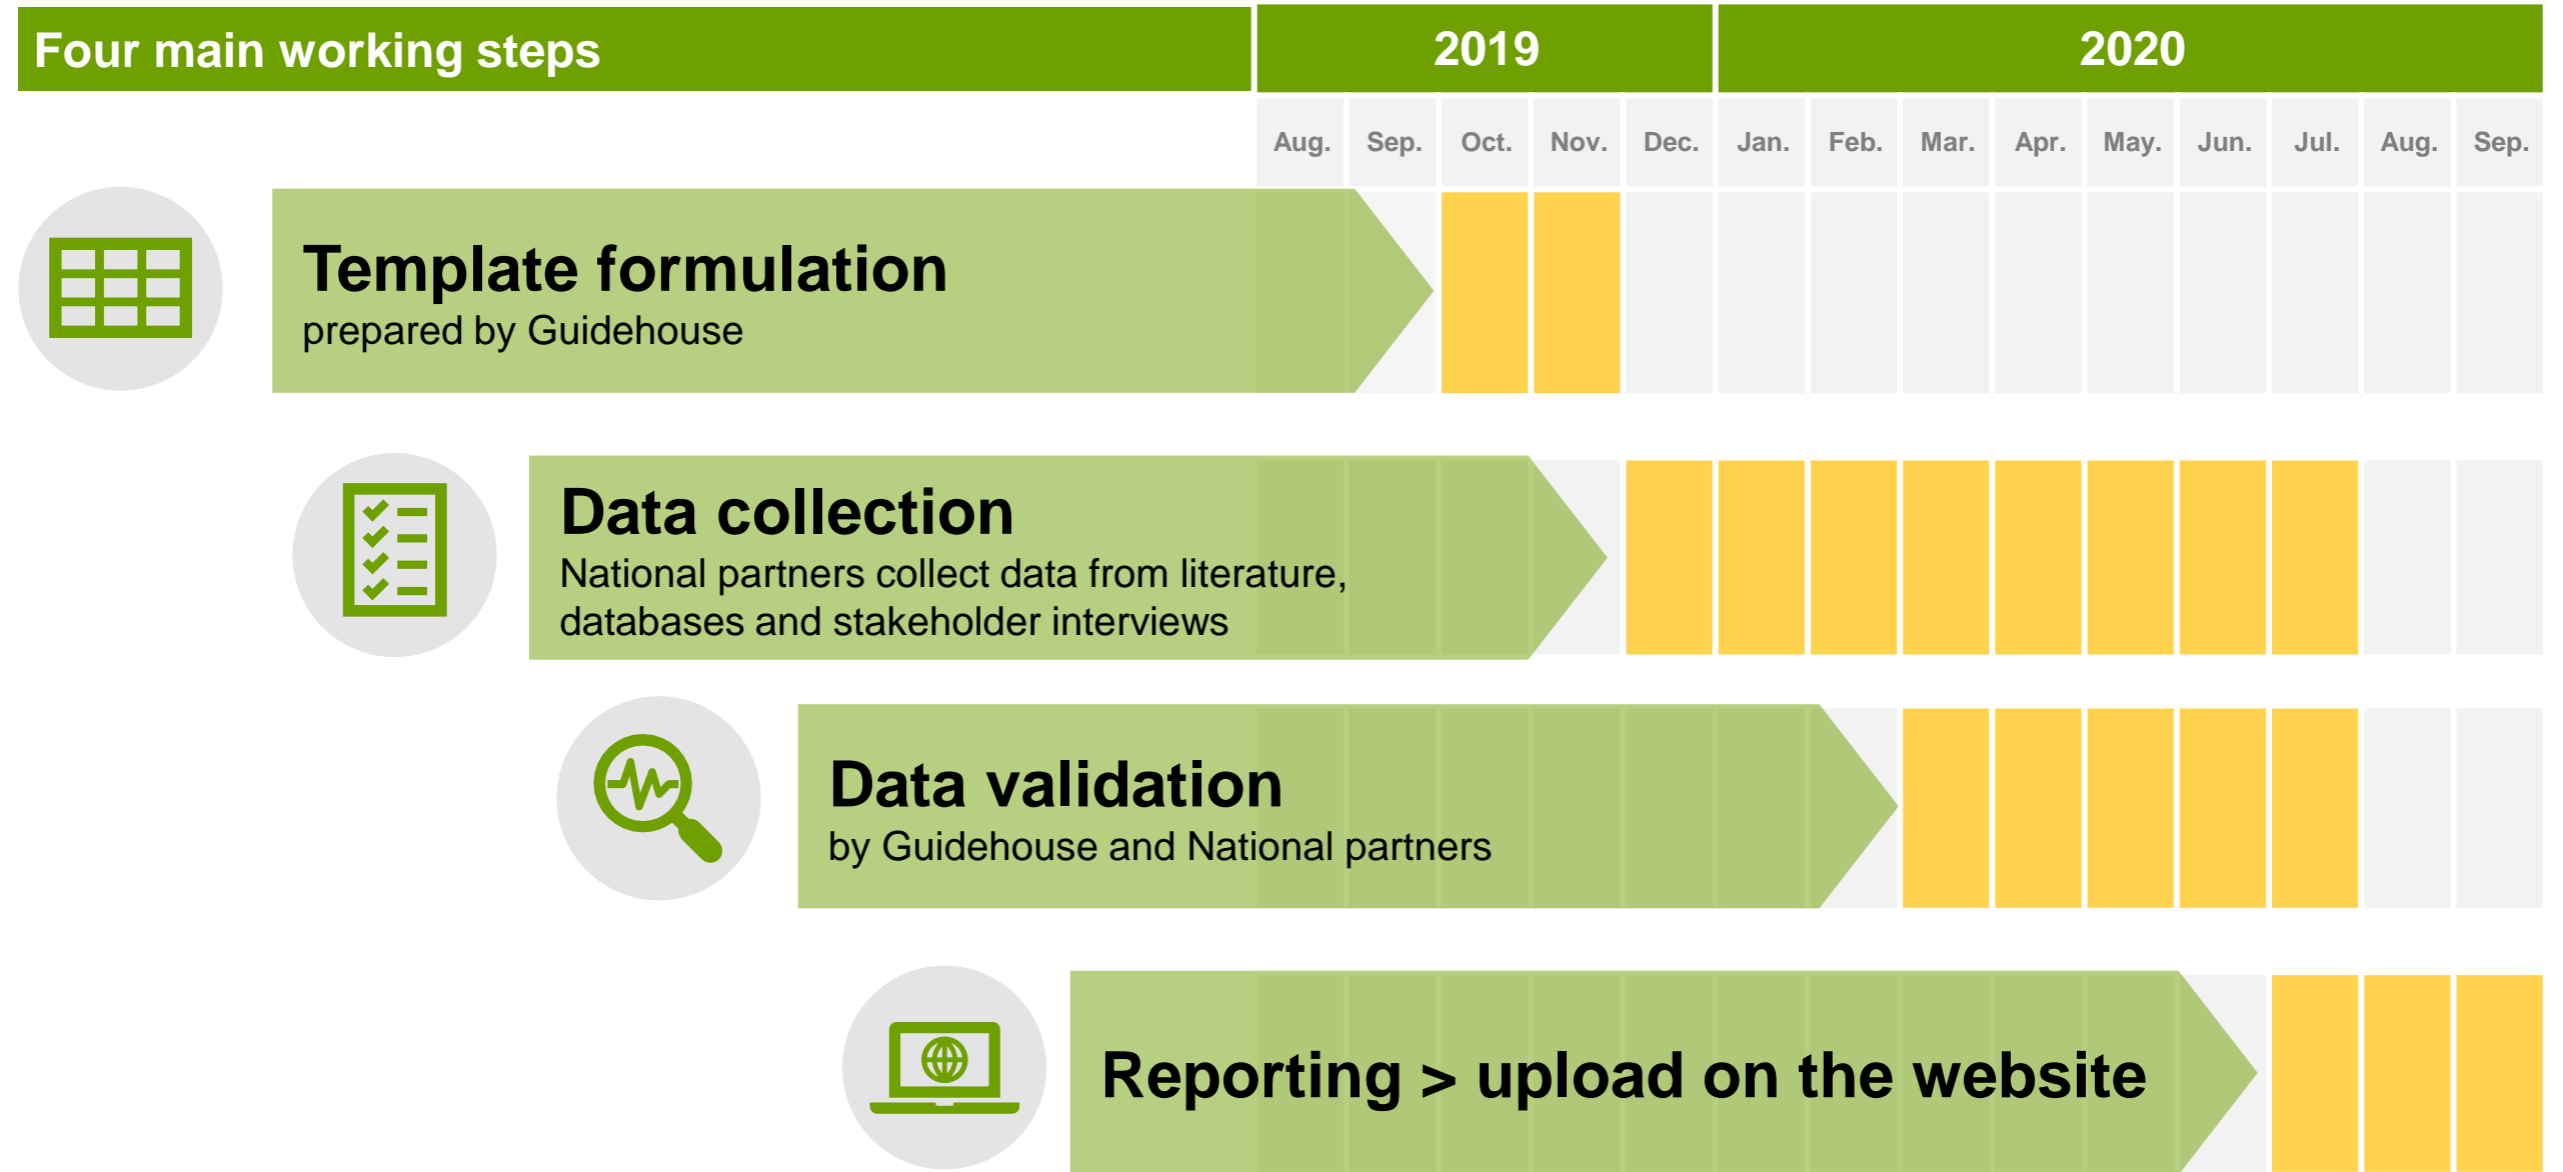 Four main working steps
2019
2020
Aug. Sep. Oct. Nov. Dec. Jan. Feb. Mar. Apr. May. Jun. Jul. Aug. Sep.
Template formulation
prepared by Guidehouse
Data collection
National partners collect data from literature,
databases and stakeholder interviews
Data validation
by Guidehouse and National partners
Reporting > upload on the website